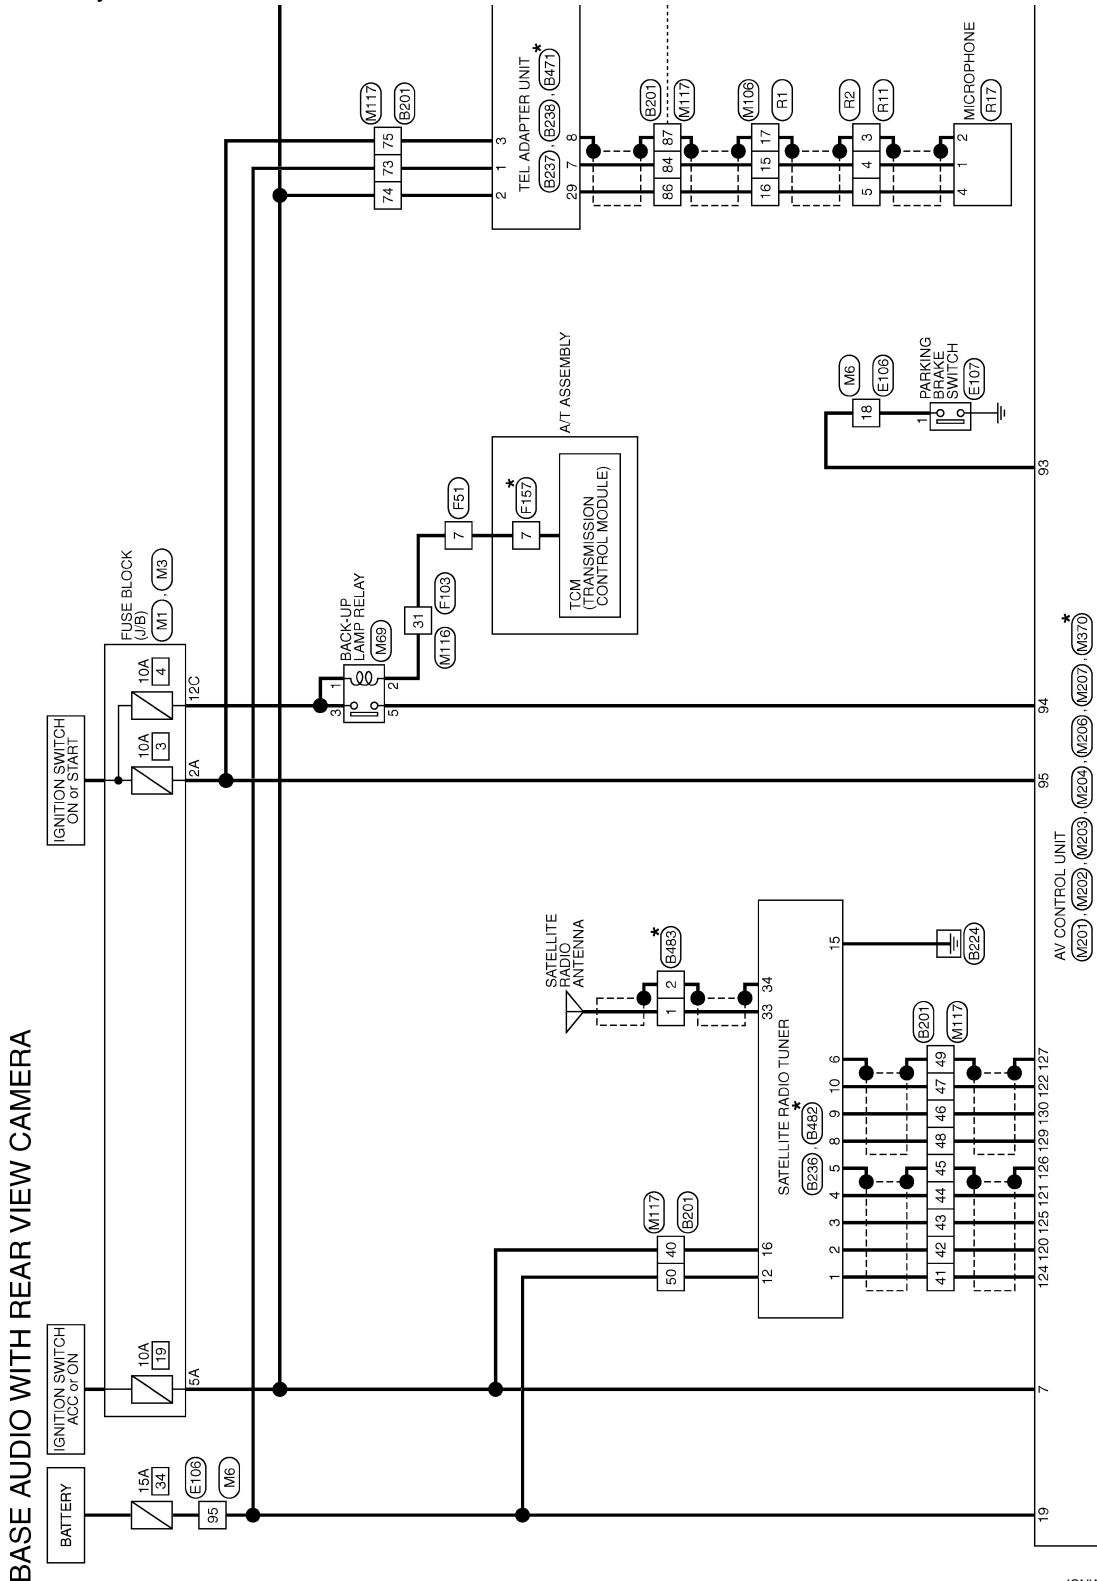 BASE AUDIO WITH REAR VIEW CAMERA
BATTERY
IGNITION SWITCH
ACC or ON
IGNITION SWITCH
ON or START
15A
34
10A
19
10A
3
10A
4
FUSE BLOCK
(J/B)
M1 , M3
E106
M6
95
5A
2A
12C
M117
B201
74 73 75
2 1 3
TEL ADAPTER UNIT
B237 , B238 , B471 *
29 7 8
B201
M117
86 84 87
M106
R1
16 15 17
R2
R11
5 4 3
4 1 2
MICROPHONE
R17
BACK-UP
LAMP RELAY
M69
3 1
5 2
M116
31
F103
F51
7
F157 *
7
A/T ASSEMBLY
TCM
(TRANSMISSION
CONTROL MODULE)
M6
E106
18
1
PARKING
BRAKE
SWITCH
E107
SATELLITE
RADIO
ANTENNA
B483 *
1 2
33 34
M117
B201
50 40
12 16
SATELLITE RADIO TUNER
B236 , B482 *
15
B224
1 2 3 4 5 8 9 10 6
B201
M117
41 42 43 44 45 48 46 47 49
19 7 124 120 125 121 126 129 130 122 127 95 94 93
AV CONTROL UNIT
M201 , M202 , M203 , M204 , M206 , M207 , M370 *